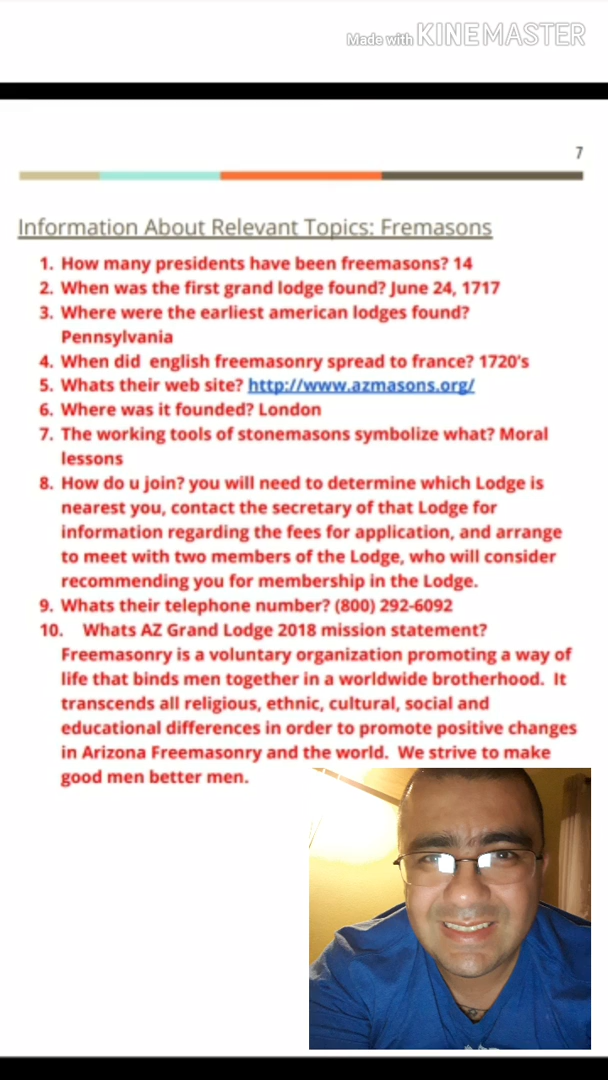 Made with KINEMASTER
7
Information About Relevant Topics: Fremasons
1. How many presidents have been freemasons? 14
2. When was the first grand lodge found? June 24, 1717
3. Where were the earliest american lodges found?
Pennsylvania
4. When did english freemasonry spread to france? 1720's
5. Whats their web site? http://www.azmasons.org/
6. Where was it founded? London
7. The working tools of stonemasons symbolize what? Moral
lessons
8. How do u join? you will need to determine which Lodge is
nearest you, contact the secretary of that Lodge for
information regarding the fees for application, and arrange
to meet with two members of the Lodge, who will consider
recommending you for membership in the Lodge.
9. Whats their telephone number? (800) 292-6092
10. Whats AZ Grand Lodge 2018 mission statement?
Freemasonry is a voluntary organization promoting a way of
life that binds men together in a worldwide brotherhood. It
transcends all religious, ethnic, cultural, social and
educational differences in order to promote positive changes
in Arizona Freemasonry and the world. We strive to make
good men better men.